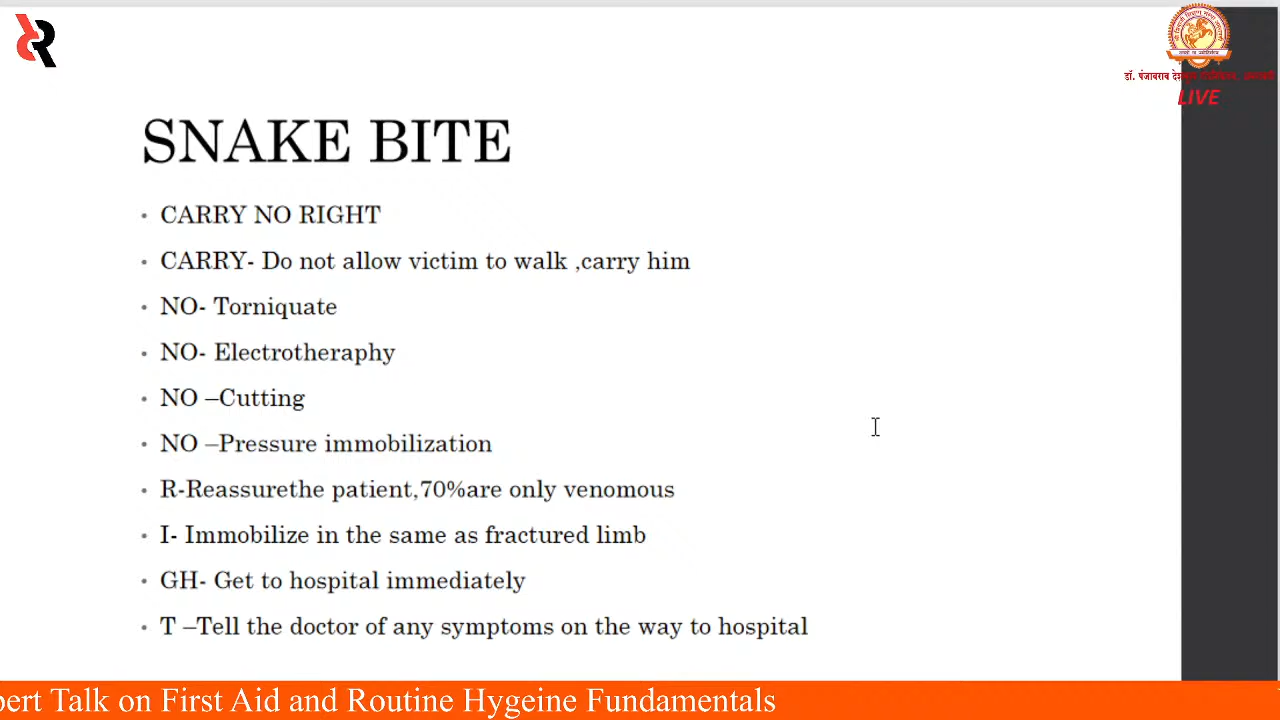 डॉ. पंजाबराव
LIVE
SNAKE BITE
• CARRY NO RIGHT
• CARRY- Do not allow victim to walk ,carry him
• NO- Torniquate
• NO- Electrotheraphy
• NO –Cutting
• NO –Pressure immobilization
• R-Reassurethe patient,70%are only venomous
• I- Immobilize in the same as fractured limb
• GH- Get to hospital immediately
• T –Tell the doctor of any symptoms on the way to hospital
pert Talk on First Aid and Routine Hygeine Fundamentals